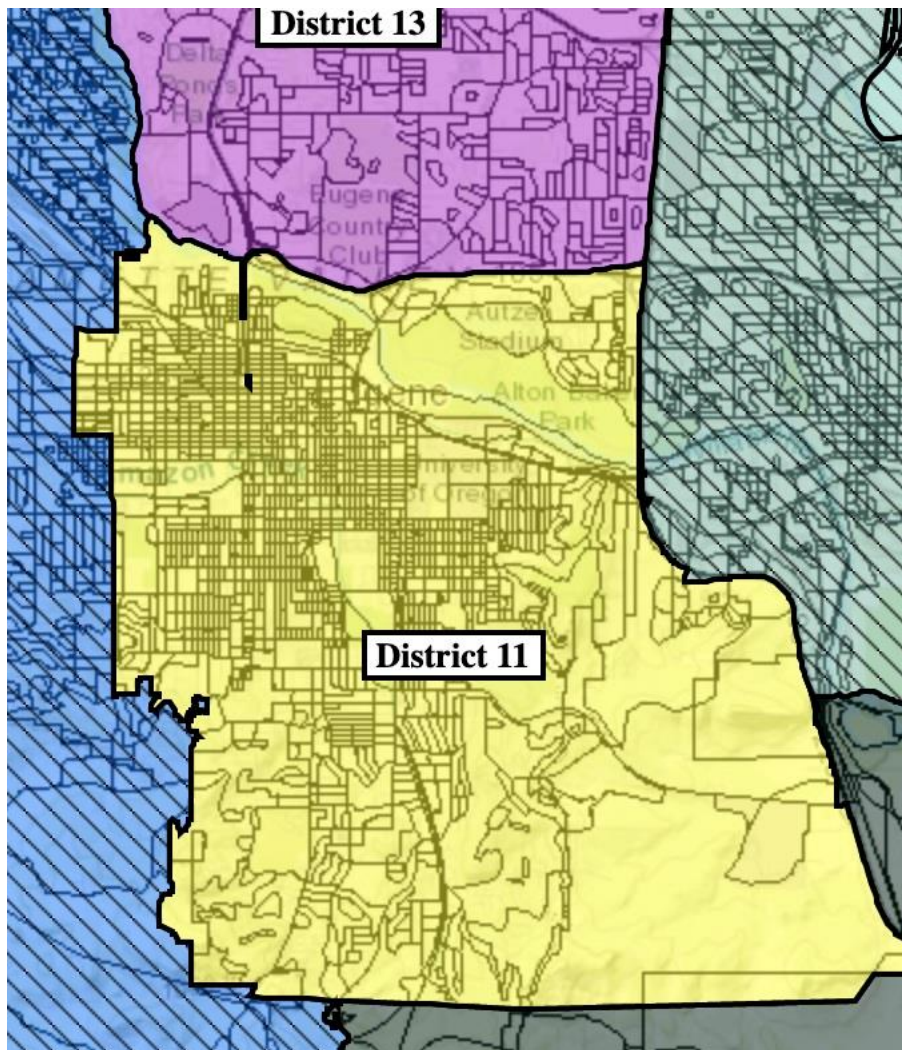 District 13
Delta
Ponds
Park
Eugene
Country
Club
Autzen
Stadium
Alton Baker
Park
University
of Oregon
District 11